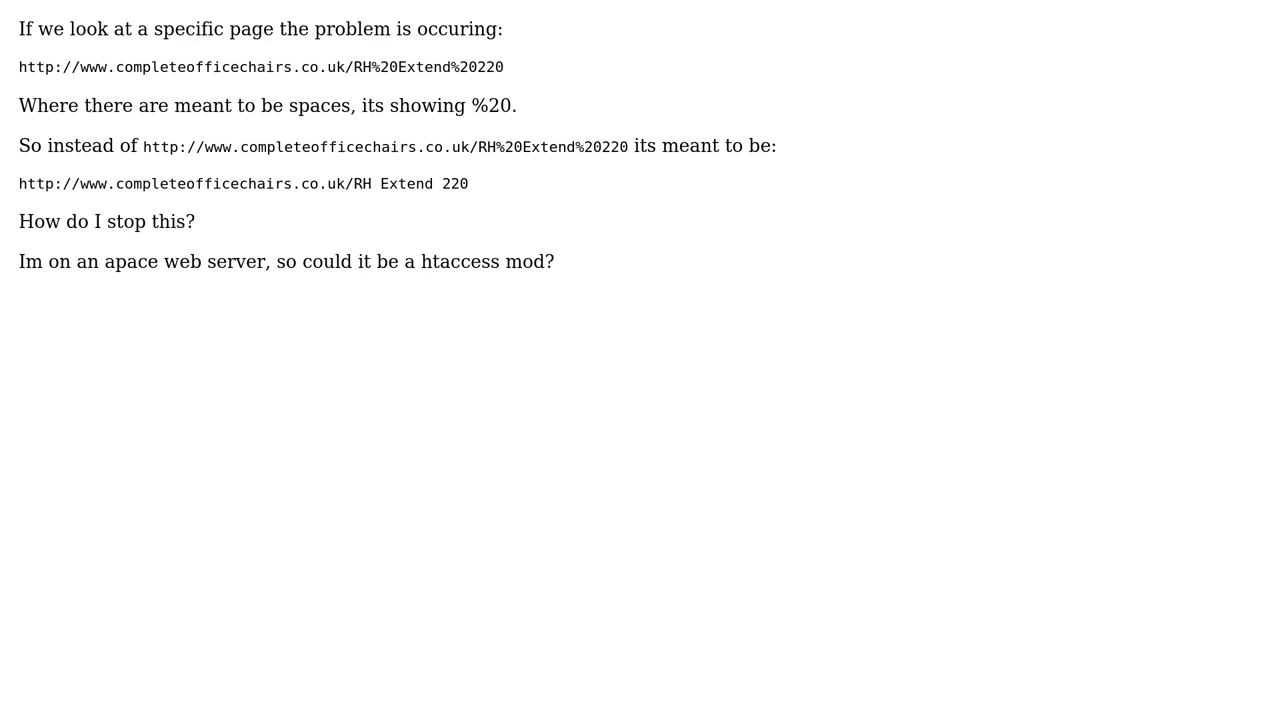 If we look at a specific page the problem is occuring:
http://www.completeofficechairs.co.uk/RH%20Extend%20220
Where there are meant to be spaces, its showing %20.
So instead of http://www.completeofficechairs.co.uk/RH%20Extend%20220 its meant to be:
http://www.completeofficechairs.co.uk/RH Extend 220
How do I stop this?
Im on an apace web server, so could it be a htaccess mod?